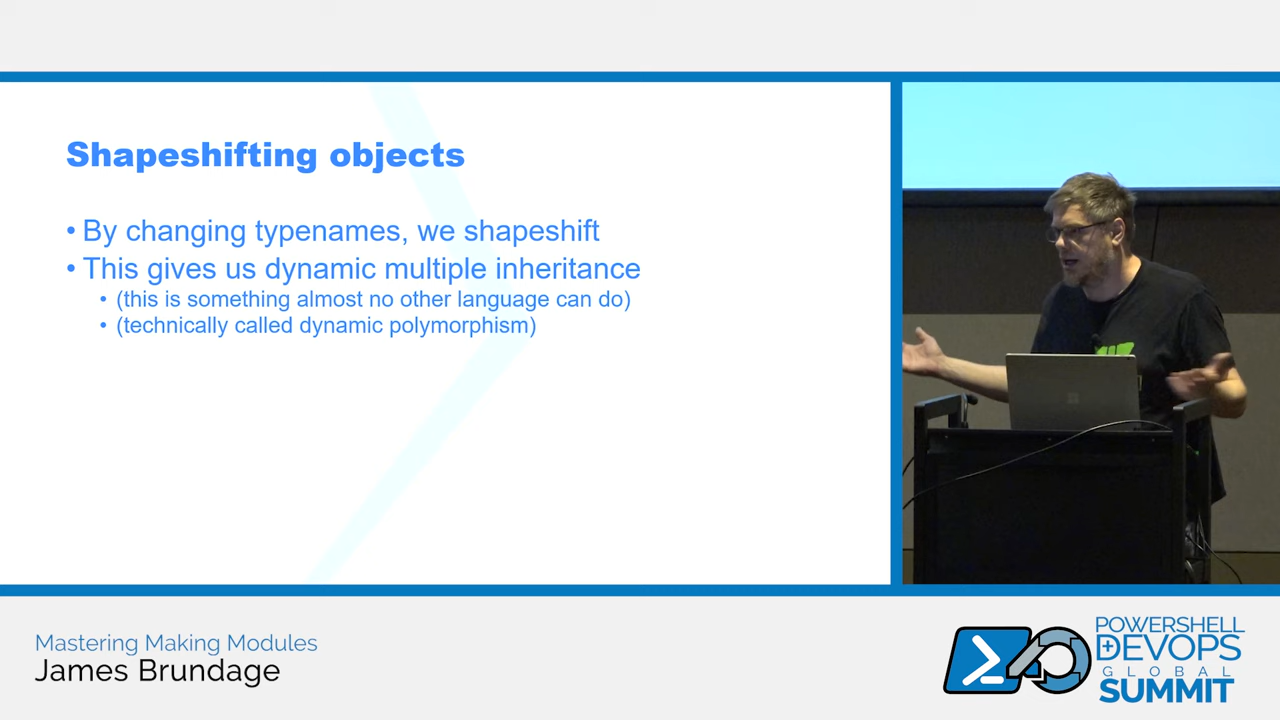 Shapeshifting objects
• By changing typenames, we shapeshift
• This gives us dynamic multiple inheritance
• (this is something almost no other language can do)
• (technically called dynamic polymorphism)
Mastering Making Modules
James Brundage
POWERSHELL
DEVOPS
GLOBAL
SUMMIT